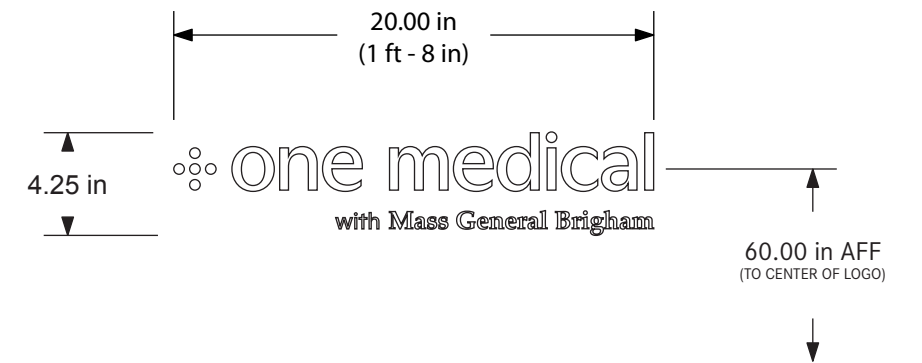 20.00 in
(1 ft - 8 in)
4.25 in
one medical
with Mass General Brigham
60.00 in AFF
(TO CENTER OF LOGO)